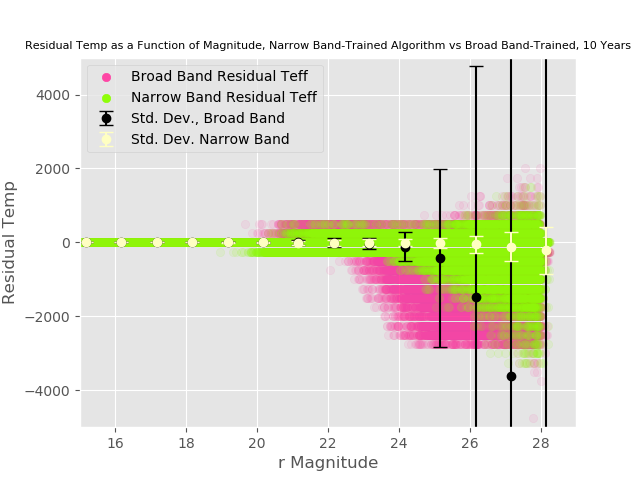 Residual Temp as a Function of Magnitude, Narrow Band-Trained Algorithm vs Broad Band-Trained, 10 Years
Broad Band Residual Teff
Narrow Band Residual Teff
Std. Dev., Broad Band
Std. Dev. Narrow Band
4000
2000
0
−2000
−4000
Residual Temp
16 18 20 22 24 26 28
r Magnitude